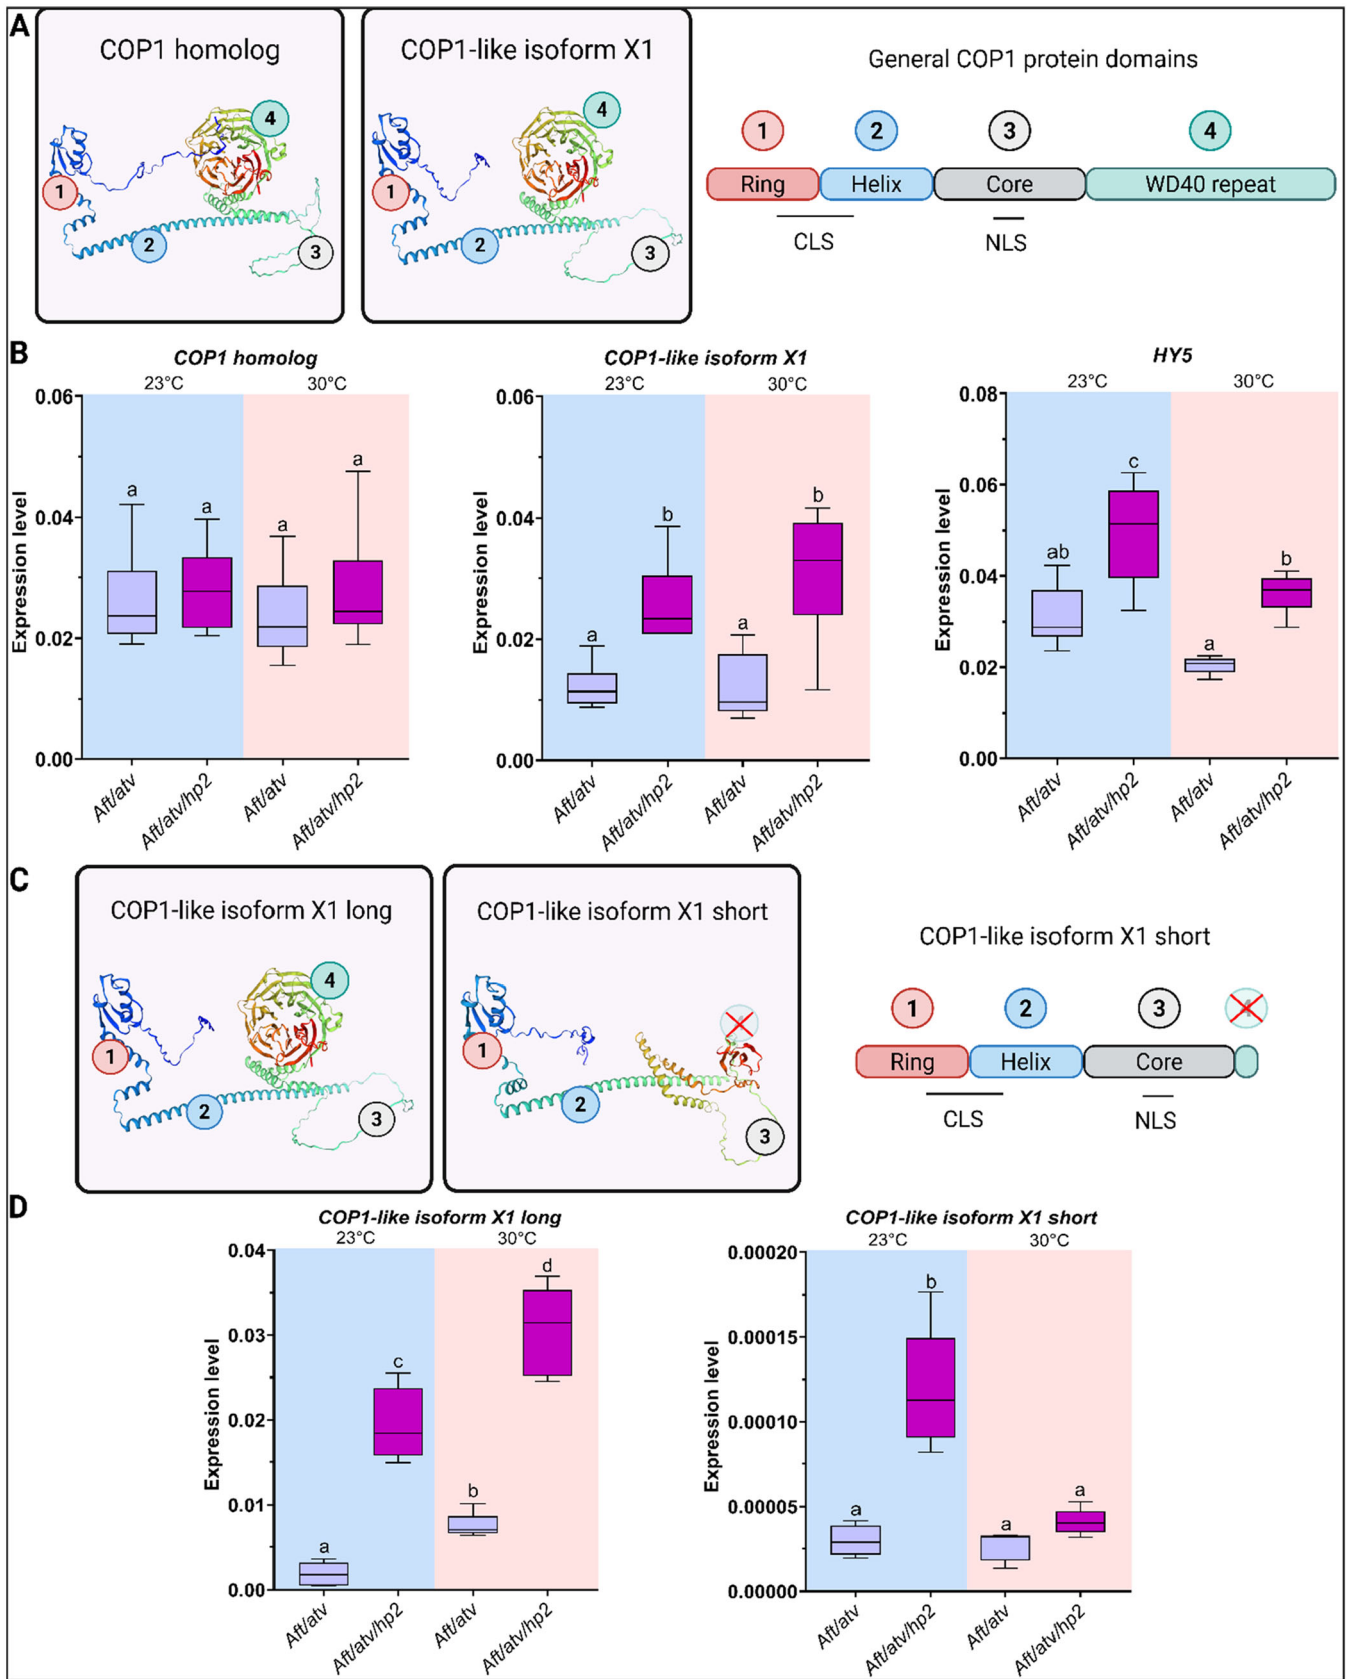 A
COP1 homolog
4
1
2
3
COP1-like isoform X1
4
1
2
3
General COP1 protein domains
1 2 3 4
Ring Helix Core WD40 repeat
CLS NLS
B
COP1 homolog
23°C 30°C
Expression level
0.06
0.04
0.02
0.00
a a a a
Aft/atv Aft/atv/hp2 Aft/atv Aft/atv/hp2
COP1-like isoform X1
23°C 30°C
Expression level
0.06
0.04
0.02
0.00
a b a b
Aft/atv Aft/atv/hp2 Aft/atv Aft/atv/hp2
HY5
23°C 30°C
Expression level
0.08
0.06
0.04
0.02
0.00
ab c a b
Aft/atv Aft/atv/hp2 Aft/atv Aft/atv/hp2
C
COP1-like isoform X1 long
4
1
2
3
COP1-like isoform X1 short
1
2
3
COP1-like isoform X1 short
1 2 3
Ring Helix Core
CLS NLS
D
COP1-like isoform X1 long
23°C 30°C
Expression level
0.04
0.03
0.02
0.01
0.00
a c b d
Aft/atv Aft/atv/hp2 Aft/atv Aft/atv/hp2
COP1-like isoform X1 short
23°C 30°C
Expression level
0.00020
0.00015
0.00010
0.00005
0.00000
a b a a
Aft/atv Aft/atv/hp2 Aft/atv Aft/atv/hp2